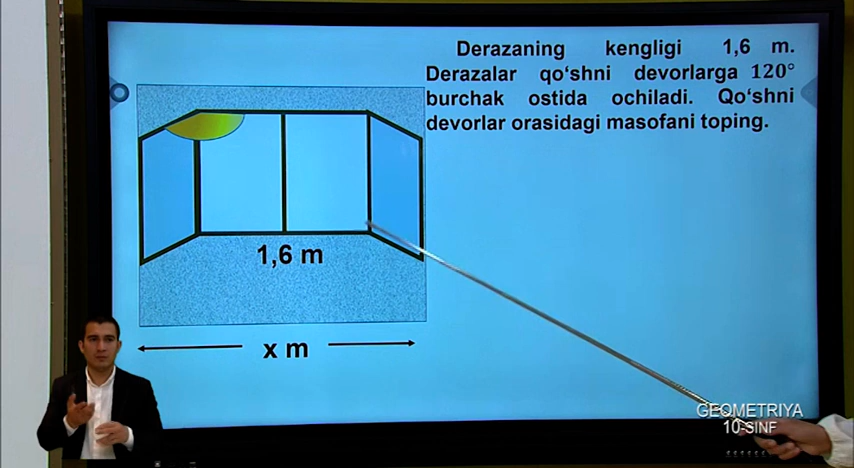 Derazaning kengligi 1,6 m.
Derazalar qo‘shni devorlarga 120°
burchak ostida ochiladi. Qo‘shni
devorlar orasidagi masofani toping.
1,6 m
x m
GEOMETRIYA
10-SINF